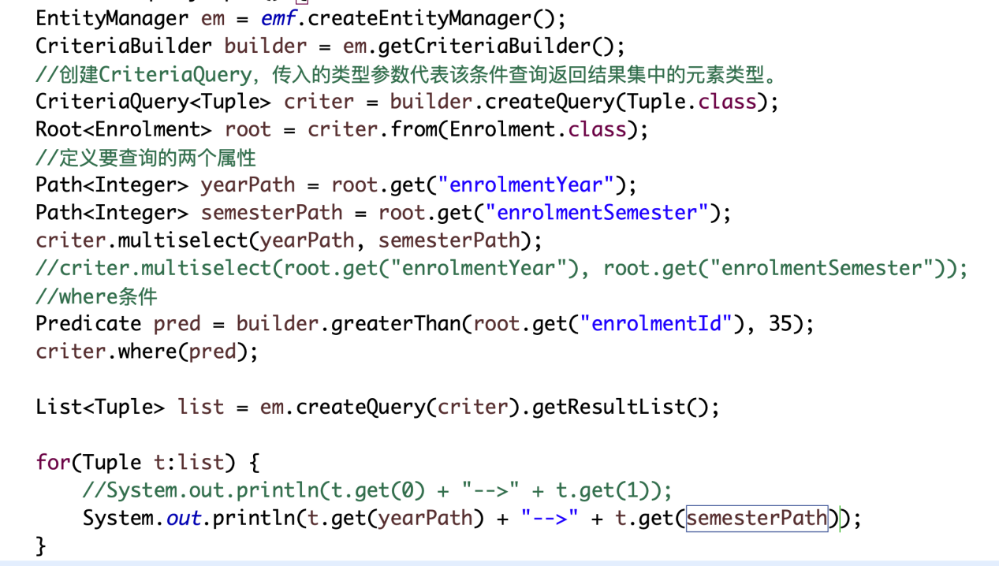 EntityManager em = emf.createEntityManager();
CriteriaBuilder builder = em.getCriteriaBuilder();
//创建CriteriaQuery，传入的类型参数代表该条件查询返回结果集中的元素类型。
CriteriaQuery<Tuple> criter = builder.createQuery(Tuple.class);
Root<Enrolment> root = criter.from(Enrolment.class);
//定义要查询的两个属性
Path<Integer> yearPath = root.get("enrolmentYear");
Path<Integer> semesterPath = root.get("enrolmentSemester");
criter.multiselect(yearPath, semesterPath);
//criter.multiselect(root.get("enrolmentYear"), root.get("enrolmentSemester"));
//where条件
Predicate pred = builder.greaterThan(root.get("enrolmentId"), 35);
criter.where(pred);
List<Tuple> list = em.createQuery(criter).getResultList();
for(Tuple t:list) {
//System.out.println(t.get(0) + "-->" + t.get(1));
System.out.println(t.get(yearPath) + "-->" + t.get(semesterPath));
}